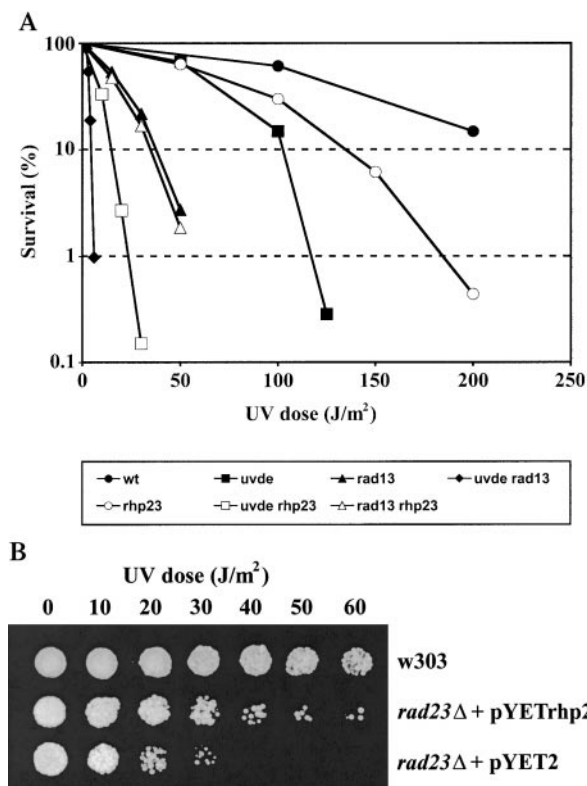 A
Survival (%)
100
10
1
0.1
0 50 100 150 200 250
UV dose (J/m²)
wt uvde rad13 uvde rad13
rhp23 uvde rhp23 rad13 rhp23
B
UV dose (J/m²)
0 10 20 30 40 50 60
w303
rad23Δ + pYETrhp2
rad23Δ + pYET2